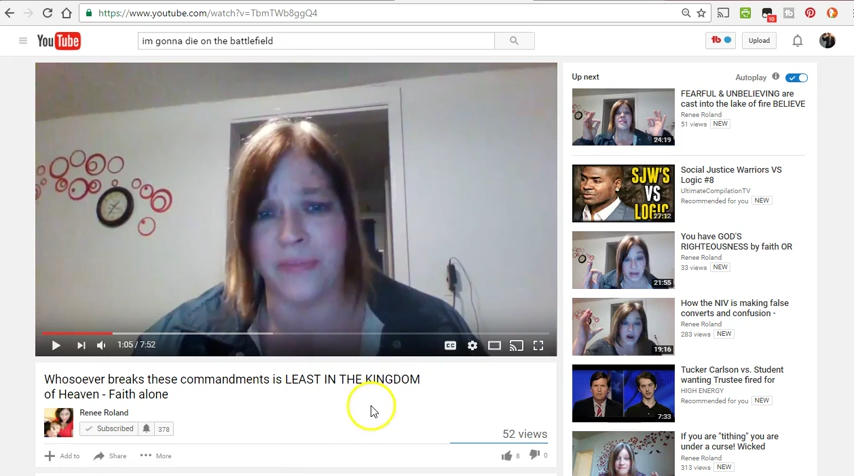 https://www.youtube.com/watch?v=TbmTWb8ggQ4
10
YouTube
im gonna die on the battlefield
Upload
1:05 / 7:52
CC
Whosoever breaks these commandments is LEAST IN THE KINGDOM
of Heaven - Faith alone
Renee Roland
Subscribed
378
52 views
Add to
Share
More
8
0
Up next
Autoplay
24:19
FEARFUL & UNBELIEVING are
cast into the lake of fire BELIEVE
Renee Roland
51 views NEW
SJW'S
VS
LOGIC
27:12
Social Justice Warriors VS
Logic #8
UltimateCompilationTV
Recommended for you NEW
21:55
You have GOD'S
RIGHTEOUSNESS by faith OR
Renee Roland
33 views NEW
19:16
How the NIV is making false
converts and confusion -
Renee Roland
283 views NEW
7:33
Tucker Carlson vs. Student
wanting Trustee fired for
HIGH ENERGY
Recommended for you NEW
If you are "tithing" you are
under a curse! Wicked
Renee Roland
313 views NEW